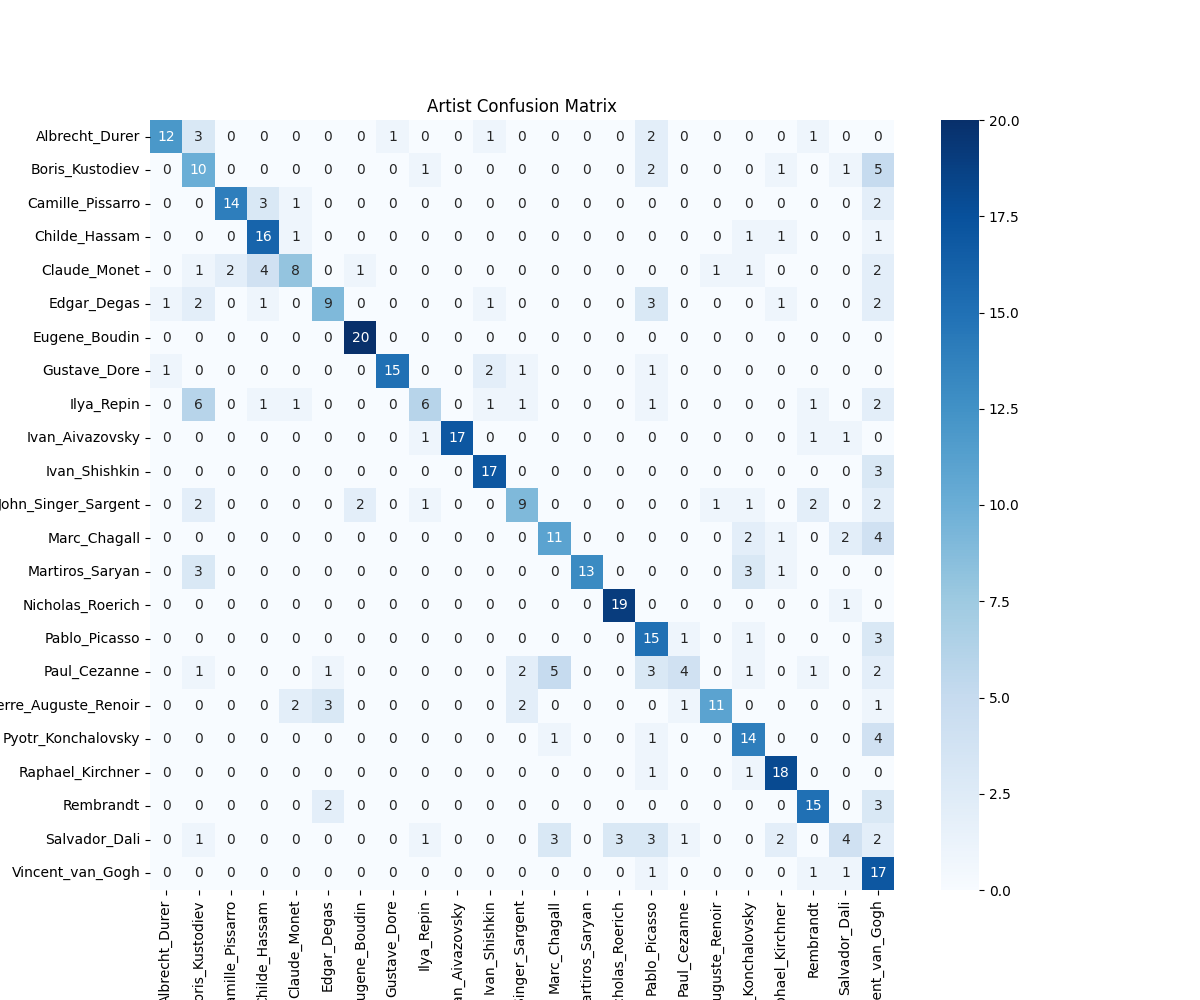 Artist Confusion Matrix
Albrecht_Durer 12 3 0 0 0 0 0 1 0 0 1 0 0 0 0 2 0 0 0 0 1 0 0
Boris_Kustodiev 0 10 0 0 0 0 0 0 1 0 0 0 0 0 0 2 0 0 0 1 0 1 5
Camille_Pissarro 0 0 14 3 1 0 0 0 0 0 0 0 0 0 0 0 0 0 0 0 0 0 2
Childe_Hassam 0 0 0 16 1 0 0 0 0 0 0 0 0 0 0 0 0 0 1 1 0 0 1
Claude_Monet 0 1 2 4 8 0 1 0 0 0 0 0 0 0 0 0 0 1 1 0 0 0 2
Edgar_Degas 1 2 0 1 0 9 0 0 0 0 1 0 0 0 0 3 0 0 0 1 0 0 2
Eugene_Boudin 0 0 0 0 0 0 20 0 0 0 0 0 0 0 0 0 0 0 0 0 0 0 0
Gustave_Dore 1 0 0 0 0 0 0 15 0 0 2 1 0 0 0 1 0 0 0 0 0 0 0
Ilya_Repin 0 6 0 1 1 0 0 0 6 0 1 1 0 0 0 1 0 0 0 0 1 0 2
Ivan_Aivazovsky 0 0 0 0 0 0 0 0 1 17 0 0 0 0 0 0 0 0 0 0 1 1 0
Ivan_Shishkin 0 0 0 0 0 0 0 0 0 0 17 0 0 0 0 0 0 0 0 0 0 0 3
John_Singer_Sargent 0 2 0 0 0 0 2 0 1 0 0 9 0 0 0 0 0 1 1 0 2 0 2
Marc_Chagall 0 0 0 0 0 0 0 0 0 0 0 0 11 0 0 0 0 0 2 1 0 2 4
Martiros_Saryan 0 3 0 0 0 0 0 0 0 0 0 0 0 13 0 0 0 0 3 1 0 0 0
Nicholas_Roerich 0 0 0 0 0 0 0 0 0 0 0 0 0 0 19 0 0 0 0 0 0 1 0
Pablo_Picasso 0 0 0 0 0 0 0 0 0 0 0 0 0 0 0 15 1 0 1 0 0 0 3
Paul_Cezanne 0 1 0 0 0 1 0 0 0 0 0 2 5 0 0 3 4 0 1 0 1 0 2
erre_Auguste_Renoir 0 0 0 0 2 3 0 0 0 0 0 2 0 0 0 0 1 11 0 0 0 0 1
Pyotr_Konchalovsky 0 0 0 0 0 0 0 0 0 0 0 0 1 0 0 1 0 0 14 0 0 0 4
Raphael_Kirchner 0 0 0 0 0 0 0 0 0 0 0 0 0 0 0 1 0 0 1 18 0 0 0
Rembrandt 0 0 0 0 0 2 0 0 0 0 0 0 0 0 0 0 0 0 0 0 15 0 3
Salvador_Dali 0 1 0 0 0 0 0 0 1 0 0 0 3 0 3 3 1 0 0 2 0 4 2
Vincent_van_Gogh 0 0 0 0 0 0 0 0 0 0 0 0 0 0 0 1 0 0 0 0 1 1 17
Albrecht_Durer
oris_Kustodiev
amille_Pissarro
Childe_Hassam
Claude_Monet
Edgar_Degas
ugene_Boudin
Gustave_Dore
Ilya_Repin
an_Aivazovsky
Ivan_Shishkin
inger_Sargent
Marc_Chagall
artiros_Saryan
holas_Roerich
Pablo_Picasso
Paul_Cezanne
uguste_Renoir
_Konchalovsky
phael_Kirchner
Rembrandt
Salvador_Dali
ent_van_Gogh
20.0
17.5
15.0
12.5
10.0
7.5
5.0
2.5
0.0